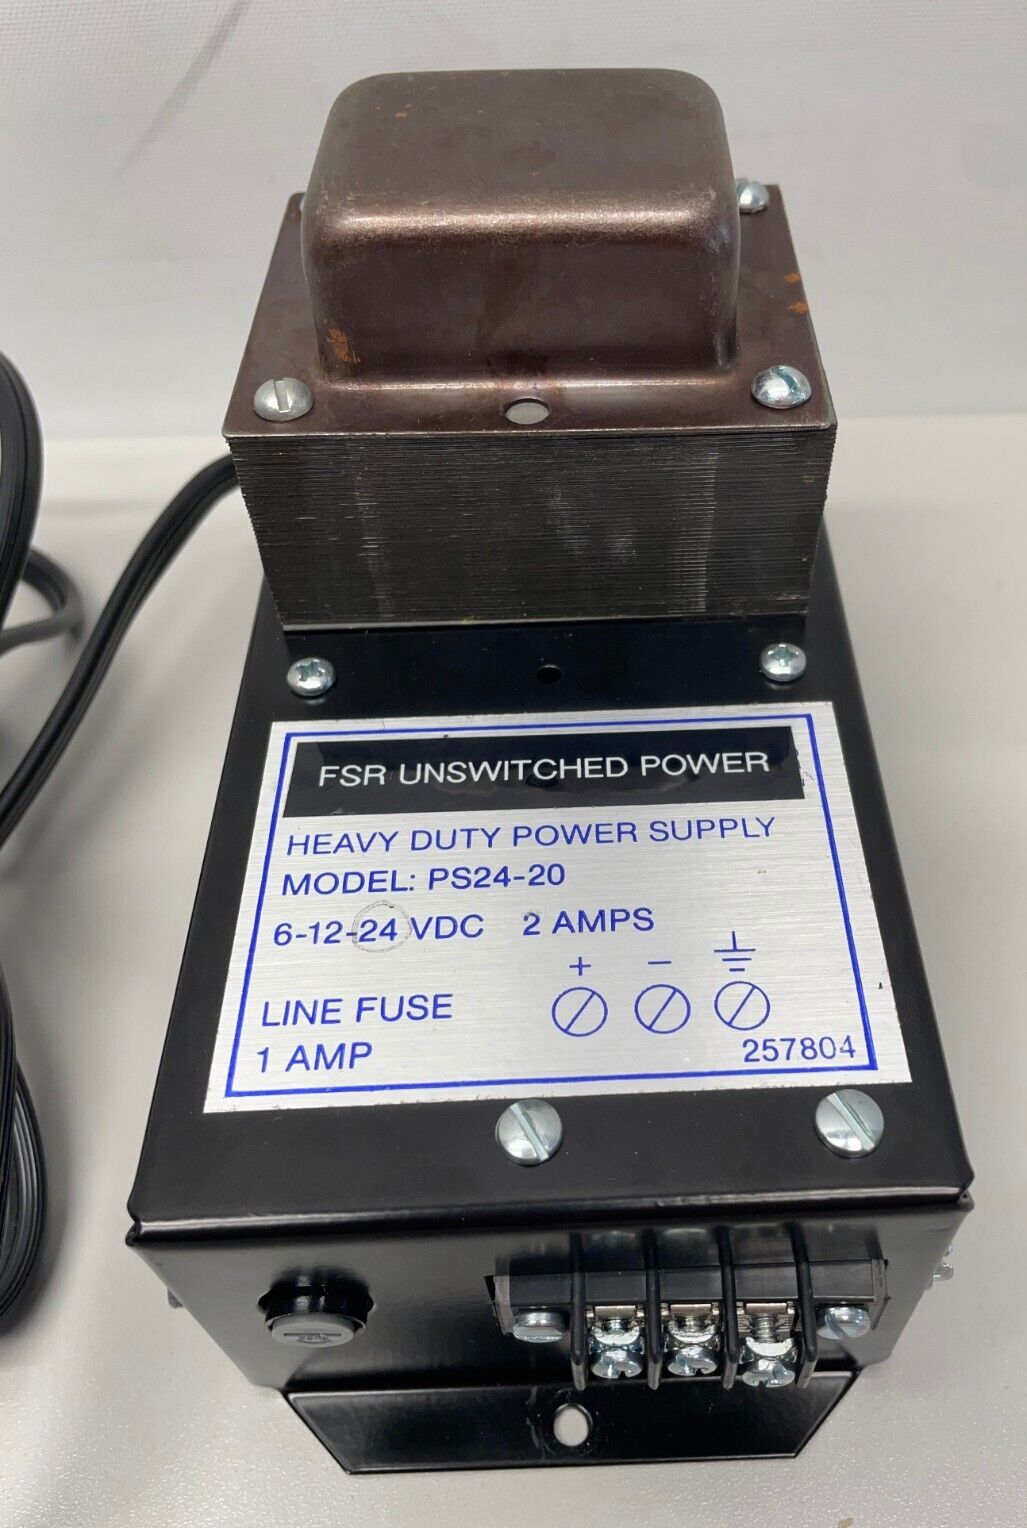 FSR UNSWITCHED POWER
HEAVY DUTY POWER SUPPLY
MODEL: PS24-20
6-12-24 VDC 2 AMPS
+ −
LINE FUSE
1 AMP
257804